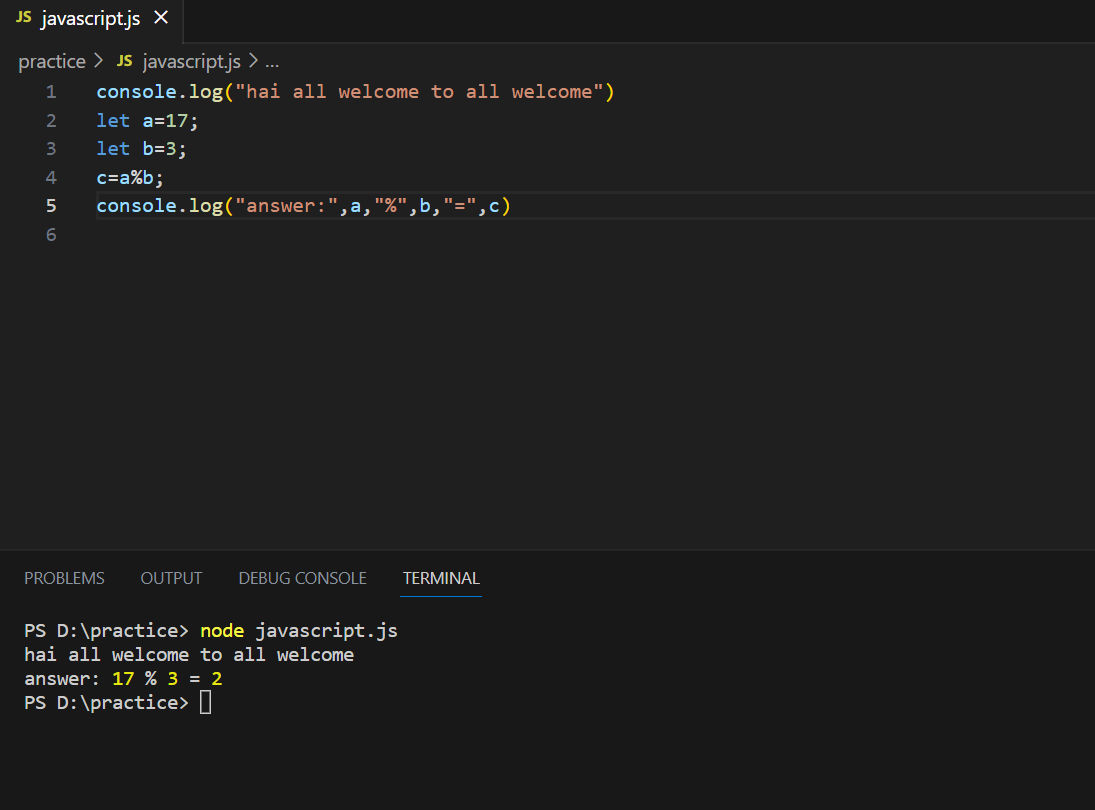 JS javascript.js ×
practice > JS javascript.js > ...
1 console.log("hai all welcome to all welcome")
2 let a=17;
3 let b=3;
4 c=a%b;
5 console.log("answer:",a,"%",b,"=",c)
6
PROBLEMS OUTPUT DEBUG CONSOLE TERMINAL
PS D:\practice> node javascript.js
hai all welcome to all welcome
answer: 17 % 3 = 2
PS D:\practice>